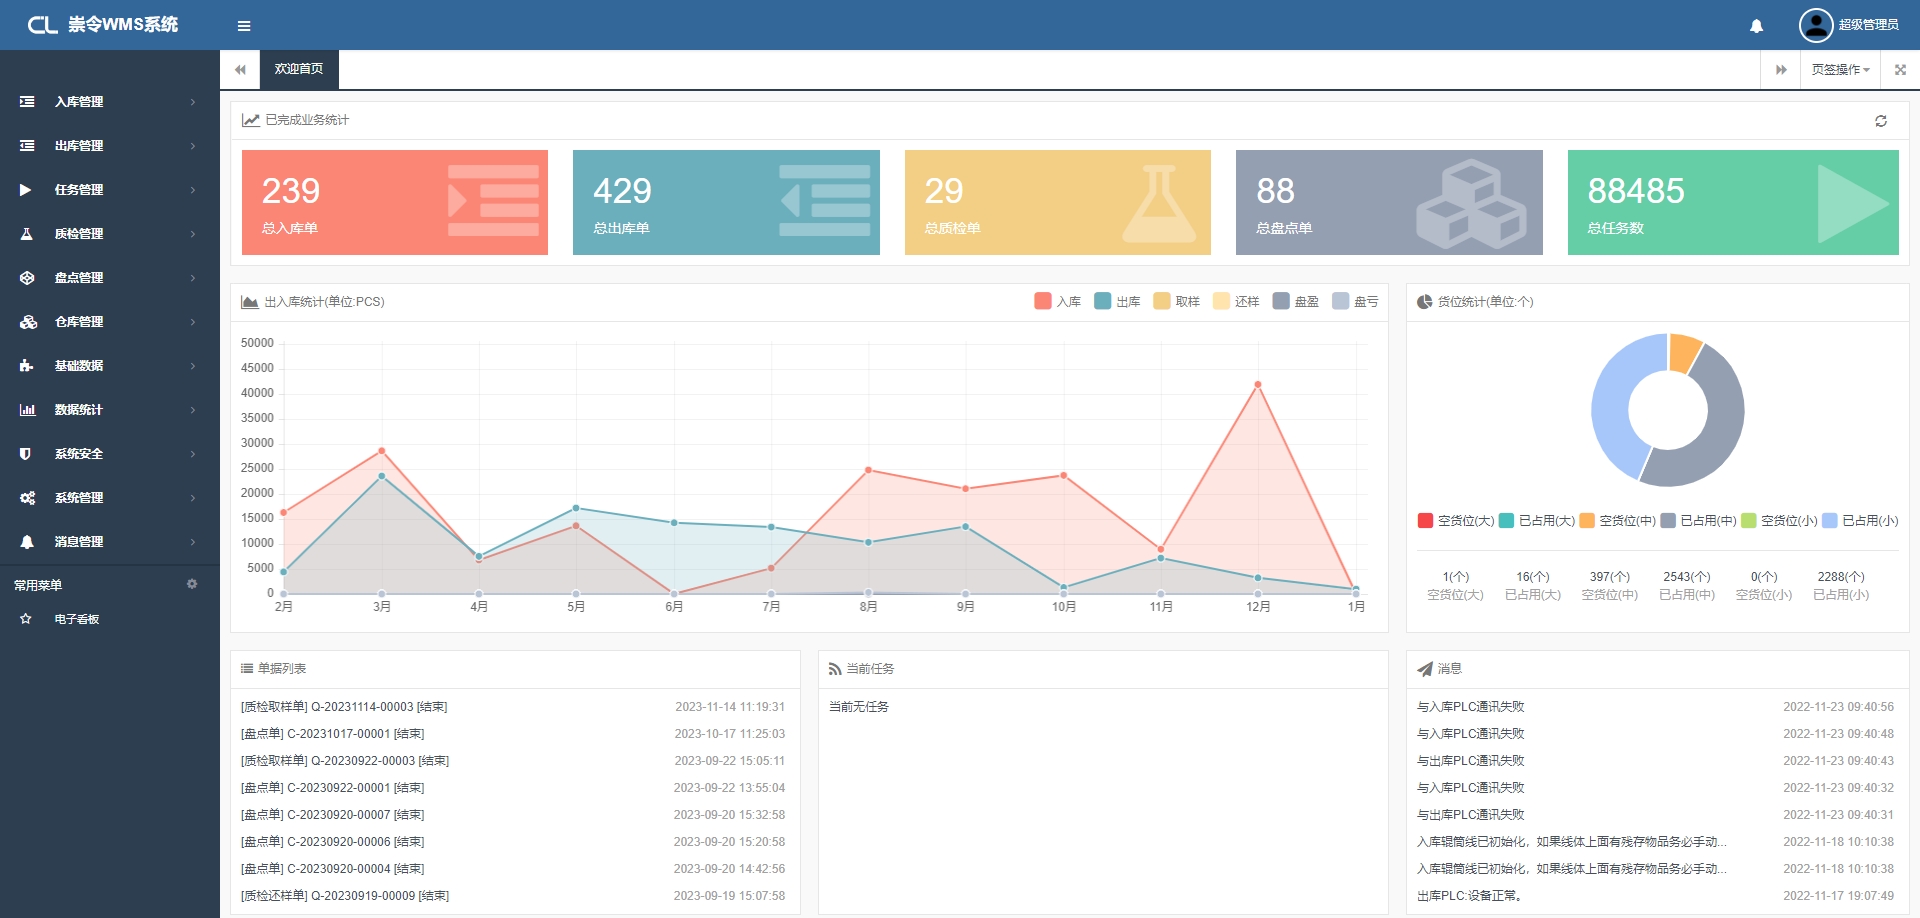 CL 崇令WMS系统
超级管理员
欢迎首页
页签操作
入库管理
出库管理
任务管理
质检管理
盘点管理
仓库管理
基础数据
数据统计
系统安全
系统管理
消息管理
常用菜单
电子看板
已完成业务统计
239
总入库单
429
总出库单
29
总质检单
88
总盘点单
88485
总任务数
出入库统计(单位:PCS)
入库 出库 取样 还样 盘盈 盘亏
50000
45000
40000
35000
30000
25000
20000
15000
10000
5000
0
2月 3月 4月 5月 6月 7月 8月 9月 10月 11月 12月 1月
货位统计(单位:个)
空货位(大) 已占用(大) 空货位(中) 已占用(中) 空货位(小) 已占用(小)
1(个) 16(个) 397(个) 2543(个) 0(个) 2288(个)
空货位(大) 已占用(大) 空货位(中) 已占用(中) 空货位(小) 已占用(小)
单据列表
[质检取样单] Q-20231114-00003 [结束] 2023-11-14 11:19:31
[盘点单] C-20231017-00001 [结束] 2023-10-17 11:25:03
[质检取样单] Q-20230922-00003 [结束] 2023-09-22 15:05:11
[盘点单] C-20230922-00001 [结束] 2023-09-22 13:55:04
[盘点单] C-20230920-00007 [结束] 2023-09-20 15:32:58
[盘点单] C-20230920-00006 [结束] 2023-09-20 15:20:58
[盘点单] C-20230920-00004 [结束] 2023-09-20 14:42:56
[质检还样单] Q-20230919-00009 [结束] 2023-09-19 15:07:58
当前任务
当前无任务
消息
与入库PLC通讯失败 2022-11-23 09:40:56
与入库PLC通讯失败 2022-11-23 09:40:48
与出库PLC通讯失败 2022-11-23 09:40:43
与入库PLC通讯失败 2022-11-23 09:40:32
与出库PLC通讯失败 2022-11-23 09:40:31
入库辊筒线已初始化，如果线体上面有残存物品务必手动... 2022-11-18 10:10:38
入库辊筒线已初始化，如果线体上面有残存物品务必手动... 2022-11-18 10:10:38
出库PLC:设备正常。 2022-11-17 19:07:49